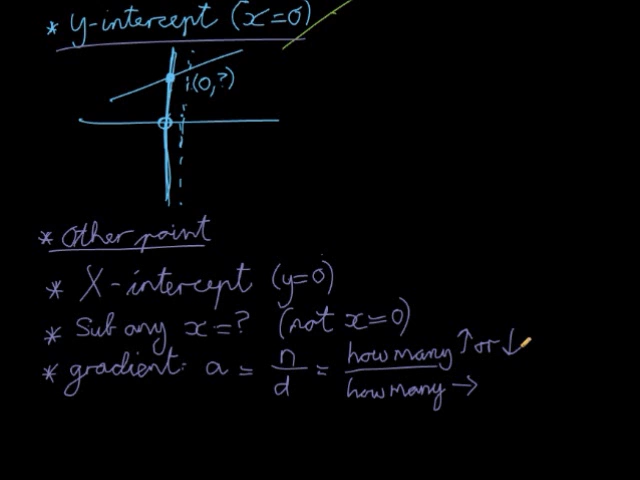 * y-intercept (x=0)
(0,?)
* Other point
* X-intercept (y=0)
* Sub any x=? (not x=0)
* gradient: a = n/d = how many ↑ or ↓ / how many →